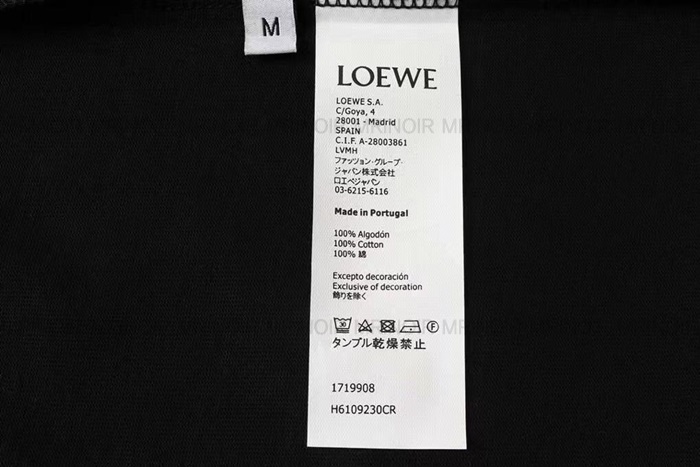 M
LOEWE
LOEWE S.A.
C/Goya, 4
28001 - Madrid
SPAIN
C.I.F. A-28003861
LVMH
ファッション・グループ・
ジャパン株式会社
ロエベジャパン
03-6215-6116
Made in Portugal
100% Algodón
100% Cotton
100% 綿
Excepto decoración
Exclusive of decoration
飾りを除く
30
F
タンブル乾燥禁止
1719908
H6109230CR
MRINOIR